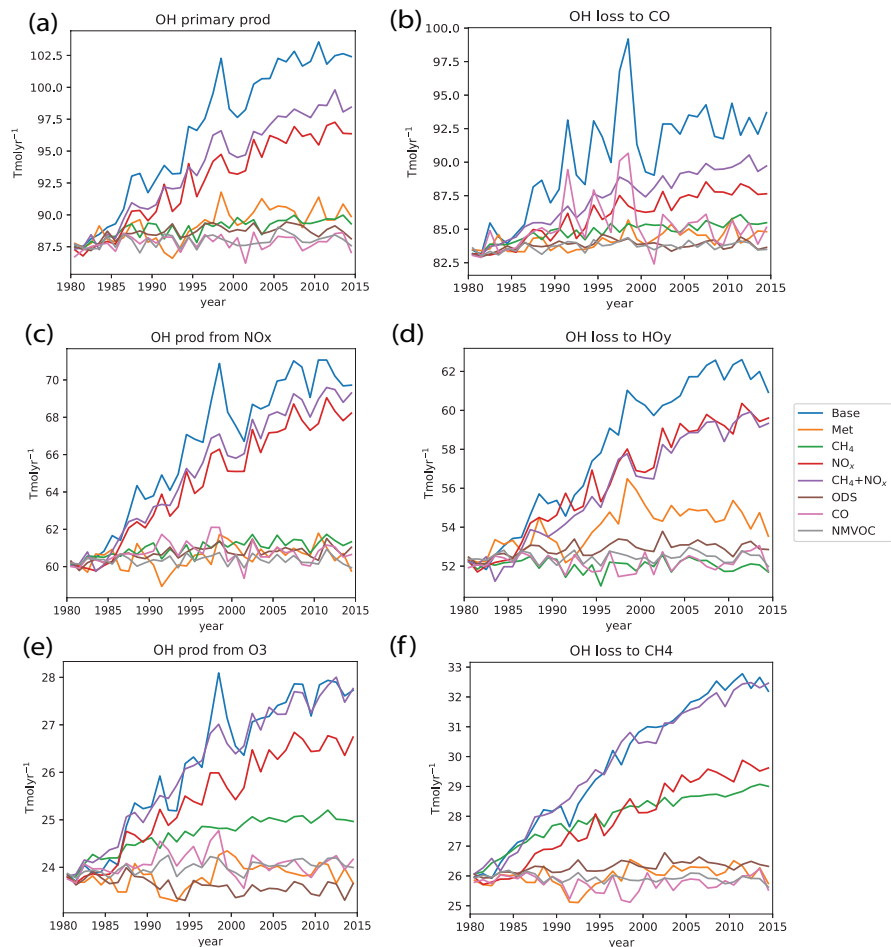 (a)
OH primary prod
102.5
100.0
97.5
95.0
92.5
90.0
87.5
Tmolyr⁻¹
1980 1985 1990 1995 2000 2005 2010 2015
year
(b)
OH loss to CO
100.0
97.5
95.0
92.5
90.0
87.5
85.0
82.5
Tmolyr⁻¹
1980 1985 1990 1995 2000 2005 2010 2015
year
(c)
OH prod from NOx
70
68
66
64
62
60
Tmolyr⁻¹
1980 1985 1990 1995 2000 2005 2010 2015
year
(d)
OH loss to HOy
62
60
58
56
54
52
Tmolyr⁻¹
1980 1985 1990 1995 2000 2005 2010 2015
year
Base
Met
CH₄
NOₓ
CH₄+NOₓ
ODS
CO
NMVOC
(e)
OH prod from O3
28
27
26
25
24
Tmolyr⁻¹
1980 1985 1990 1995 2000 2005 2010 2015
year
(f)
OH loss to CH4
33
32
31
30
29
28
27
26
25
Tmolyr⁻¹
1980 1985 1990 1995 2000 2005 2010 2015
year